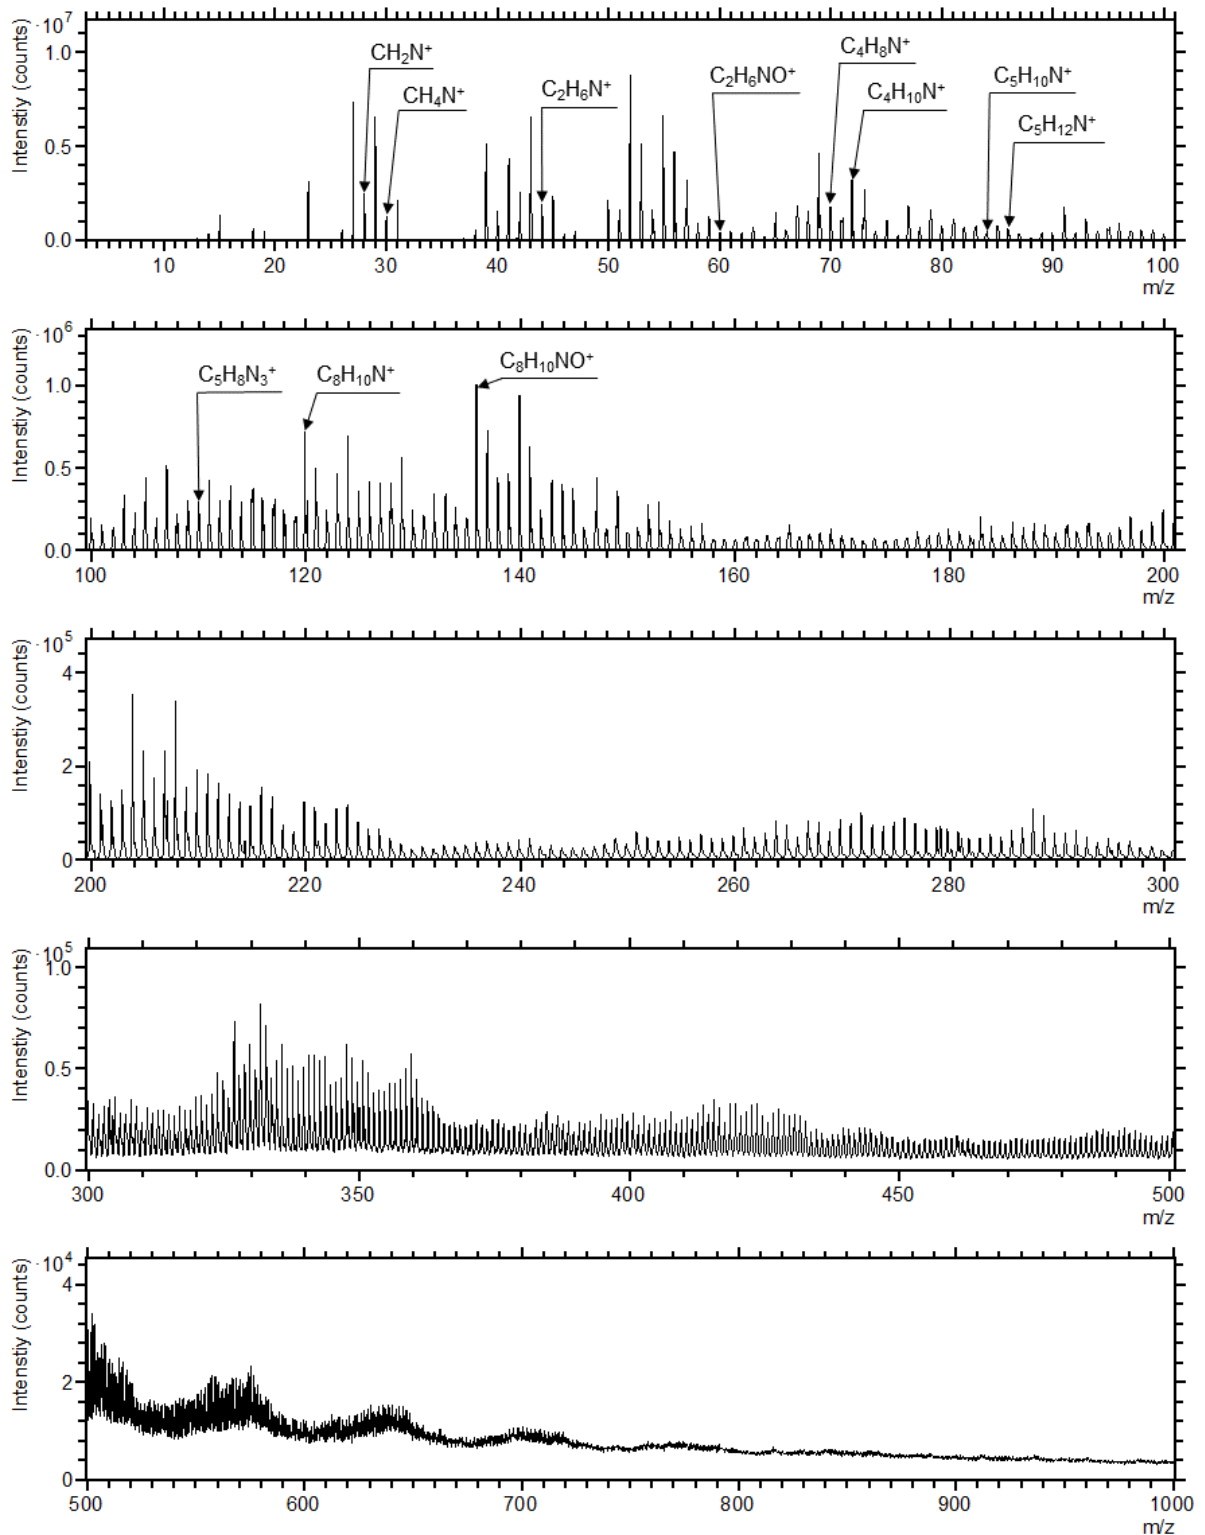 ·10⁷
Intenstiy (counts)
1.0
0.5
0.0
CH₂N⁺
CH₄N⁺
C₂H₆N⁺
C₂H₆NO⁺
C₄H₈N⁺
C₄H₁₀N⁺
C₅H₁₀N⁺
C₅H₁₂N⁺
10 20 30 40 50 60 70 80 90 100
m/z
·10⁶
Intenstiy (counts)
1.0
0.5
0.0
C₅H₈N₃⁺
C₈H₁₀N⁺
C₈H₁₀NO⁺
100 120 140 160 180 200
m/z
·10⁵
Intenstiy (counts)
4
2
0
200 220 240 260 280 300
m/z
·10⁵
Intenstiy (counts)
1.0
0.5
0.0
300 350 400 450 500
m/z
·10⁴
Intenstiy (counts)
4
2
0
500 600 700 800 900 1000
m/z